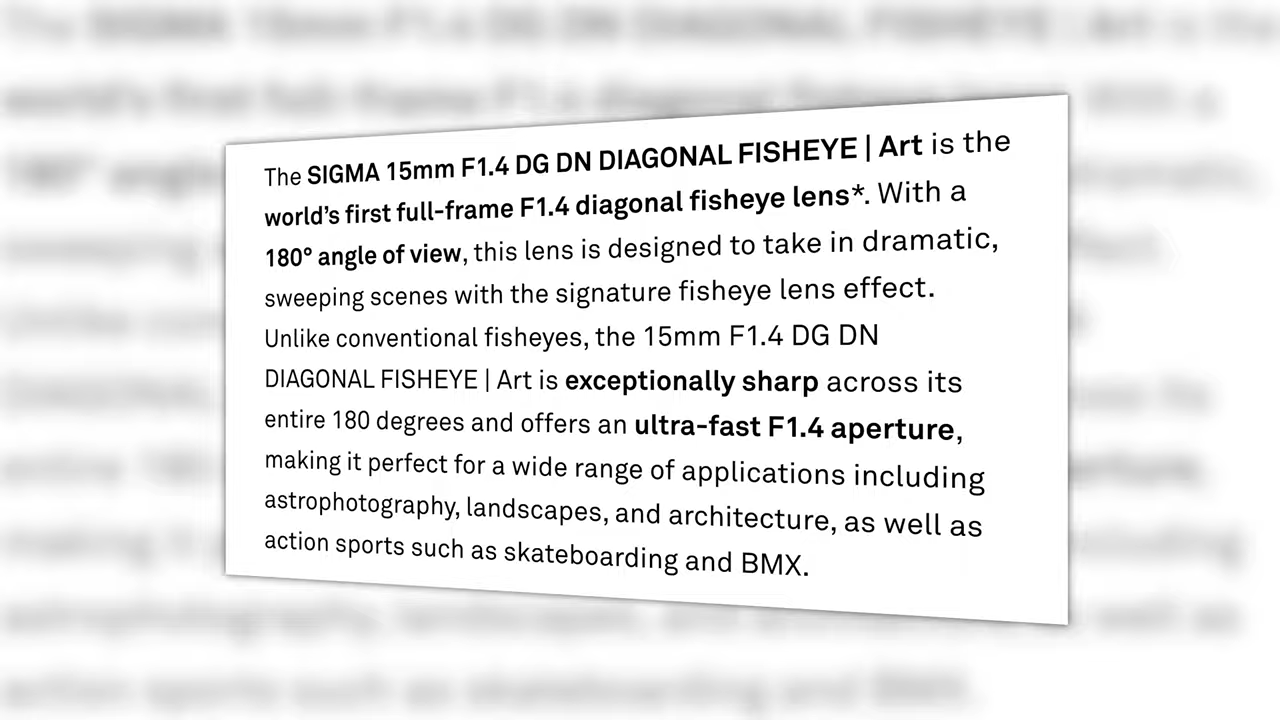 The SIGMA 15mm F1.4 DG DN DIAGONAL FISHEYE | Art is the
world's first full-frame F1.4 diagonal fisheye lens*. With a
180° angle of view, this lens is designed to take in dramatic,
sweeping scenes with the signature fisheye lens effect.
Unlike conventional fisheyes, the 15mm F1.4 DG DN
DIAGONAL FISHEYE | Art is exceptionally sharp across its
entire 180 degrees and offers an ultra-fast F1.4 aperture,
making it perfect for a wide range of applications including
astrophotography, landscapes, and architecture, as well as
action sports such as skateboarding and BMX.